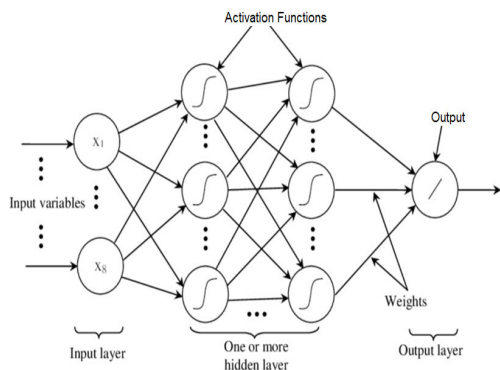 Activation Functions
Output
X1
Input variables
X8
Weights
Input layer
One or more
hidden layer
Output layer